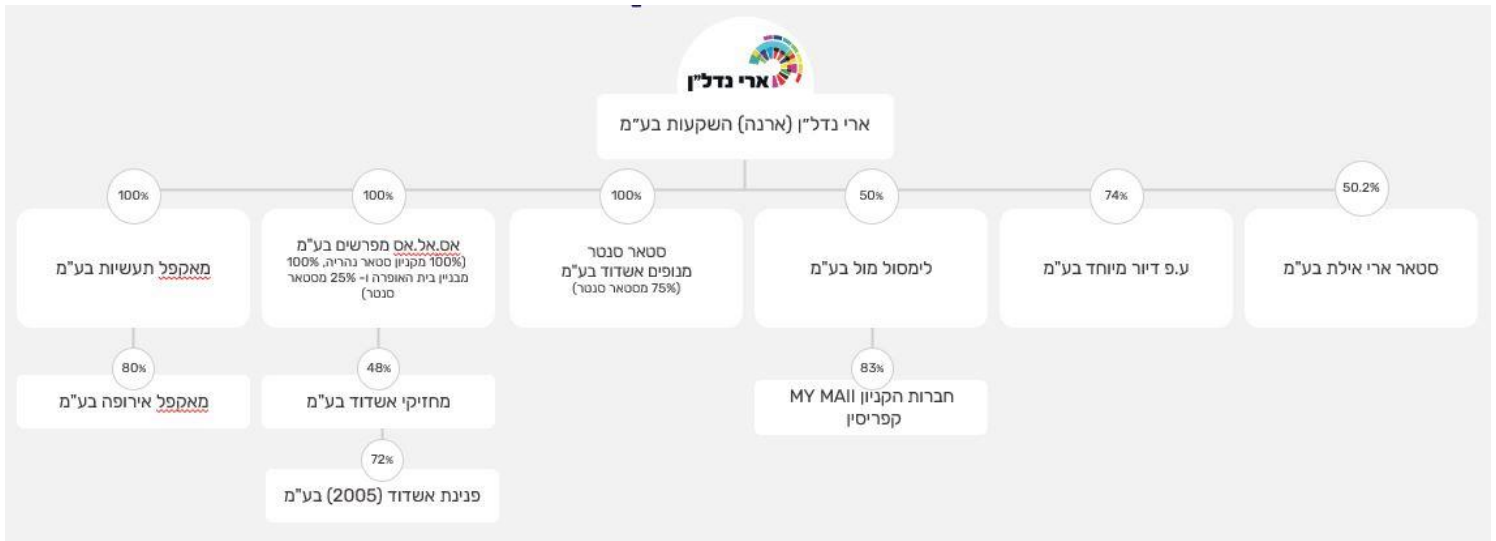 ארי נדל"ן
ארי נדל״ן (ארנה) השקעות בע״מ
50.2%
74%
50%
100%
100%
100%
סטאר ארי אילת בע"מ
ע.פ דיור מיוחד בע"מ
לימסול מול בע"מ
סטאר סנטר
מנופים אשדוד בע"מ
(75% מסטאר סנטר)
אס.אל.אס מפרשים בע"מ
(100% מקניון סטאר נהריה, 100%
מבניין בית האופרה ו- 25% מסטאר
סנטר)
מאקפל תעשיות בע"מ
83%
48%
80%
חברות הקניון MY MAII
קפריסין
מחזיקי אשדוד בע"מ
מאקפל אירופה בע"מ
72%
פנינת אשדוד (2005) בע"מ